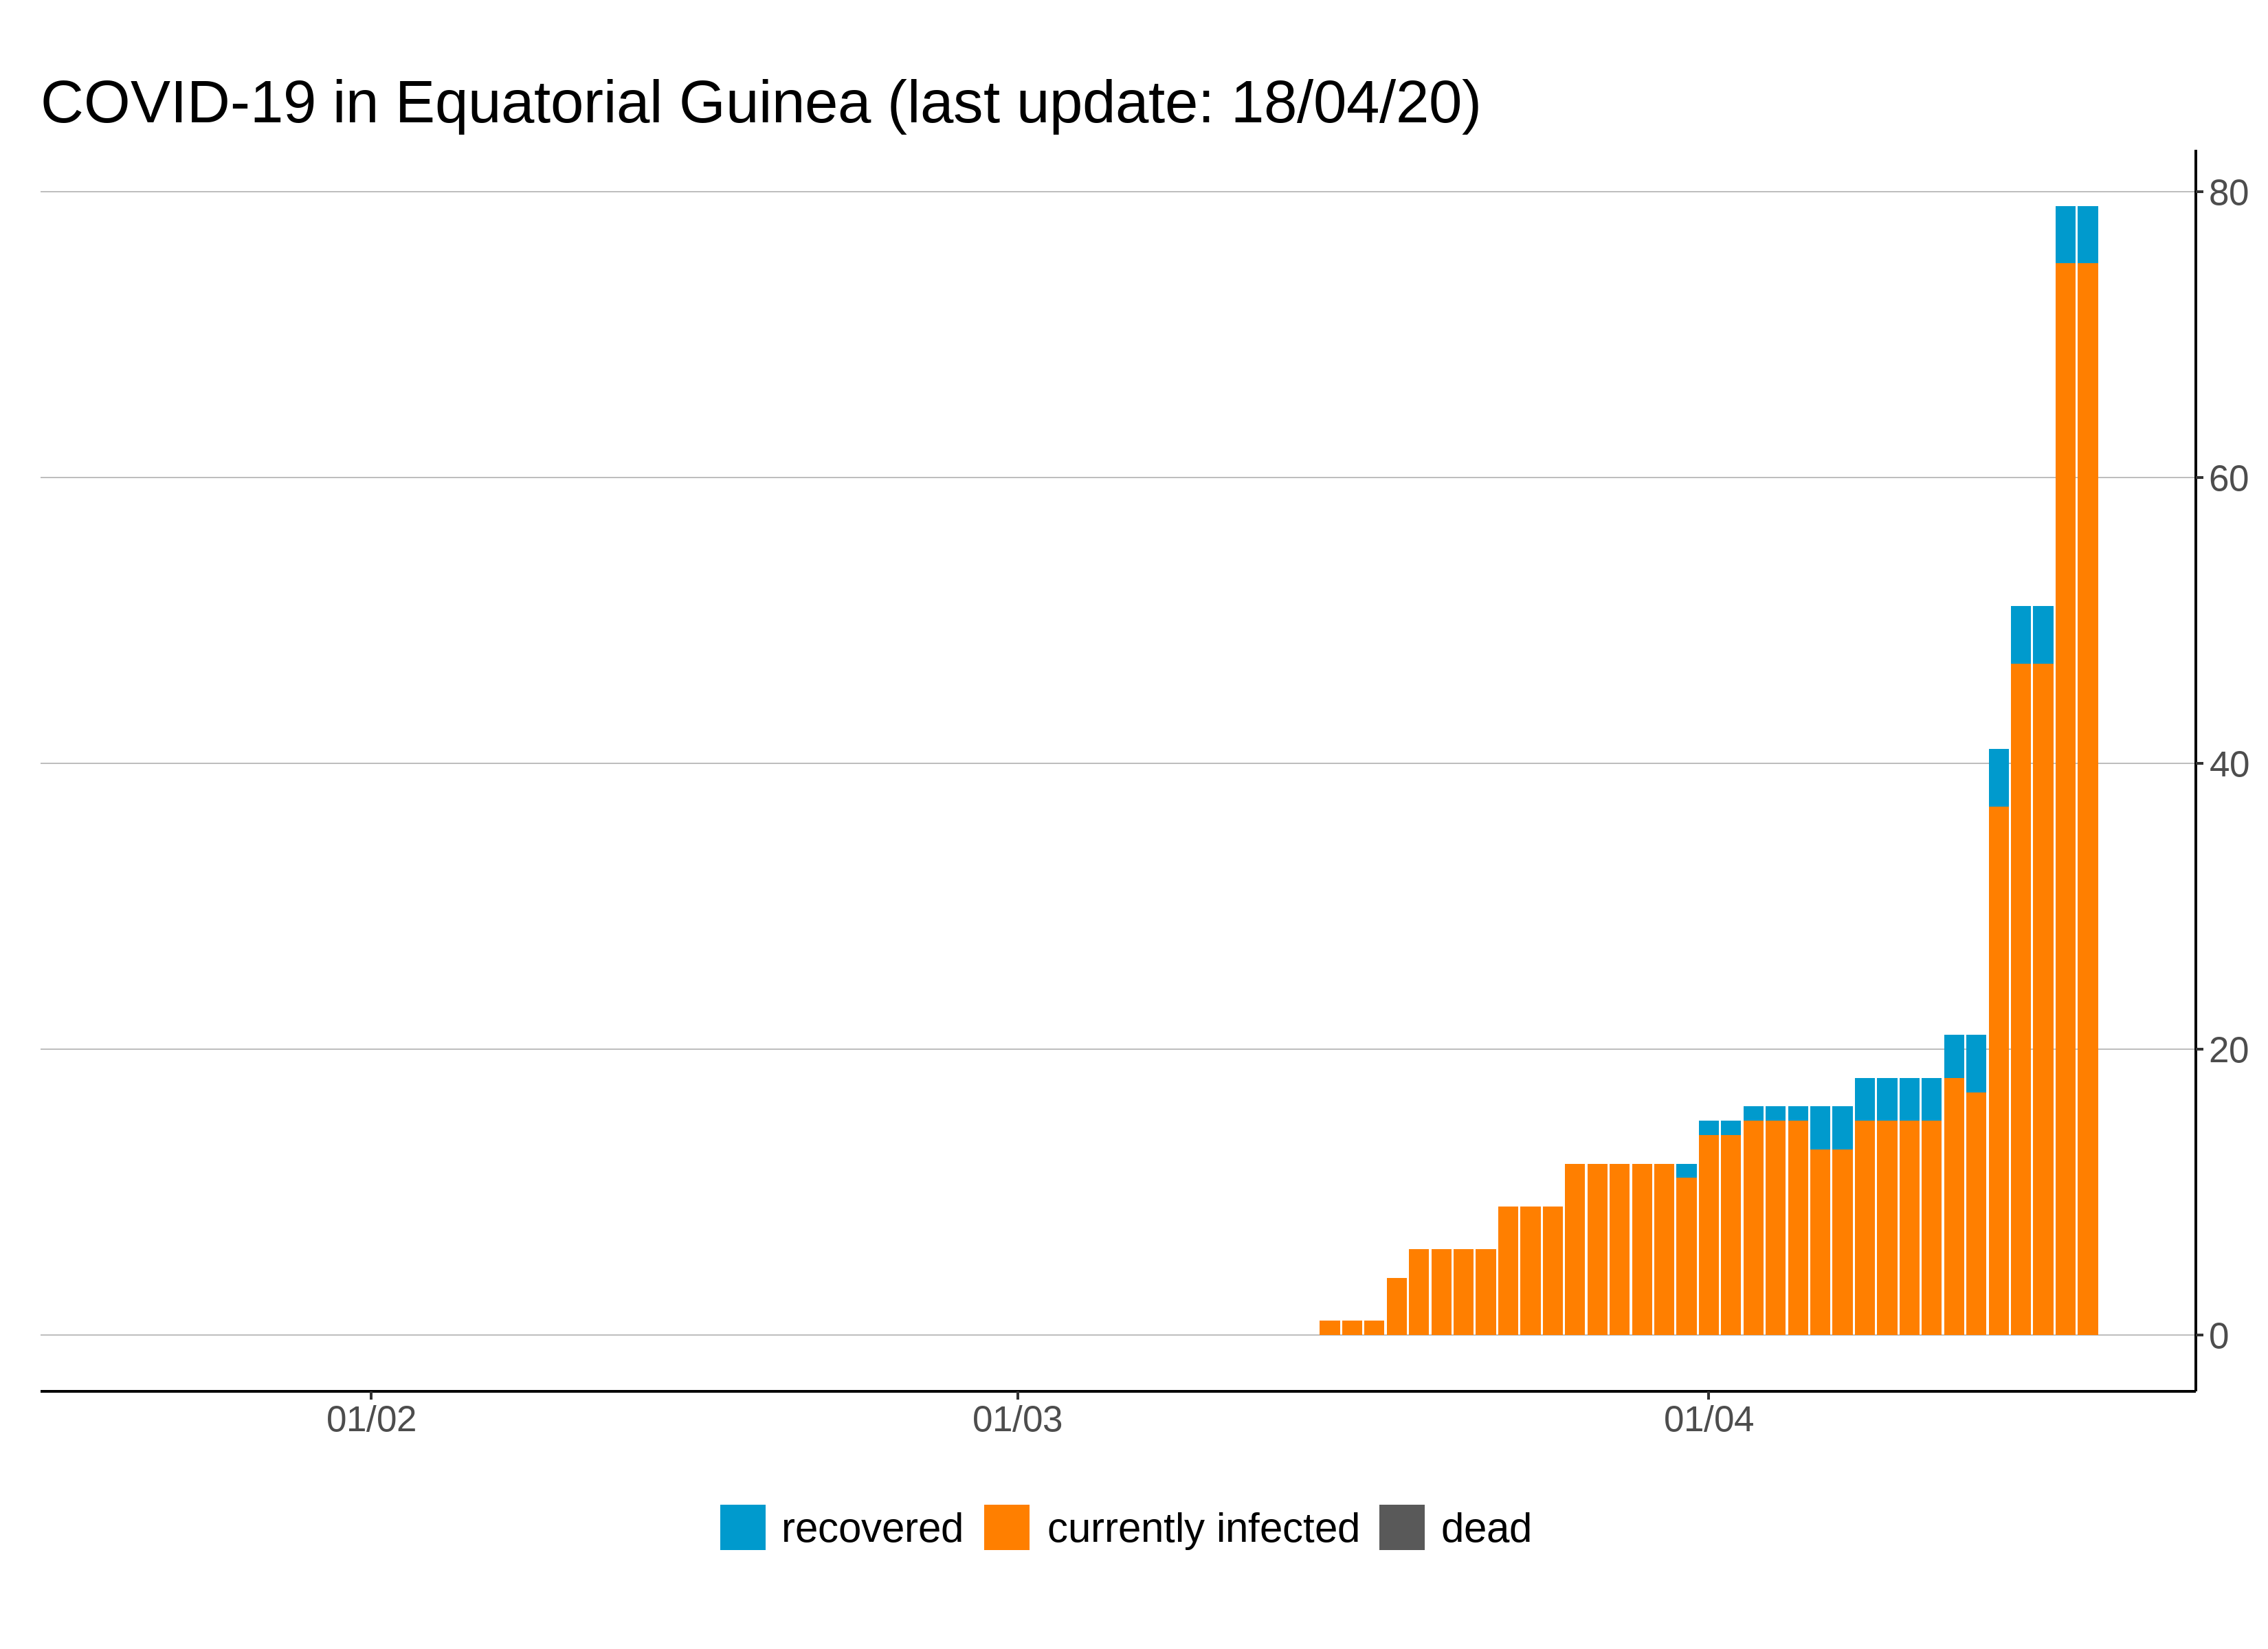 COVID-19 in Equatorial Guinea (last update: 18/04/20)
80
60
40
20
0
01/02 01/03 01/04
recovered currently infected dead